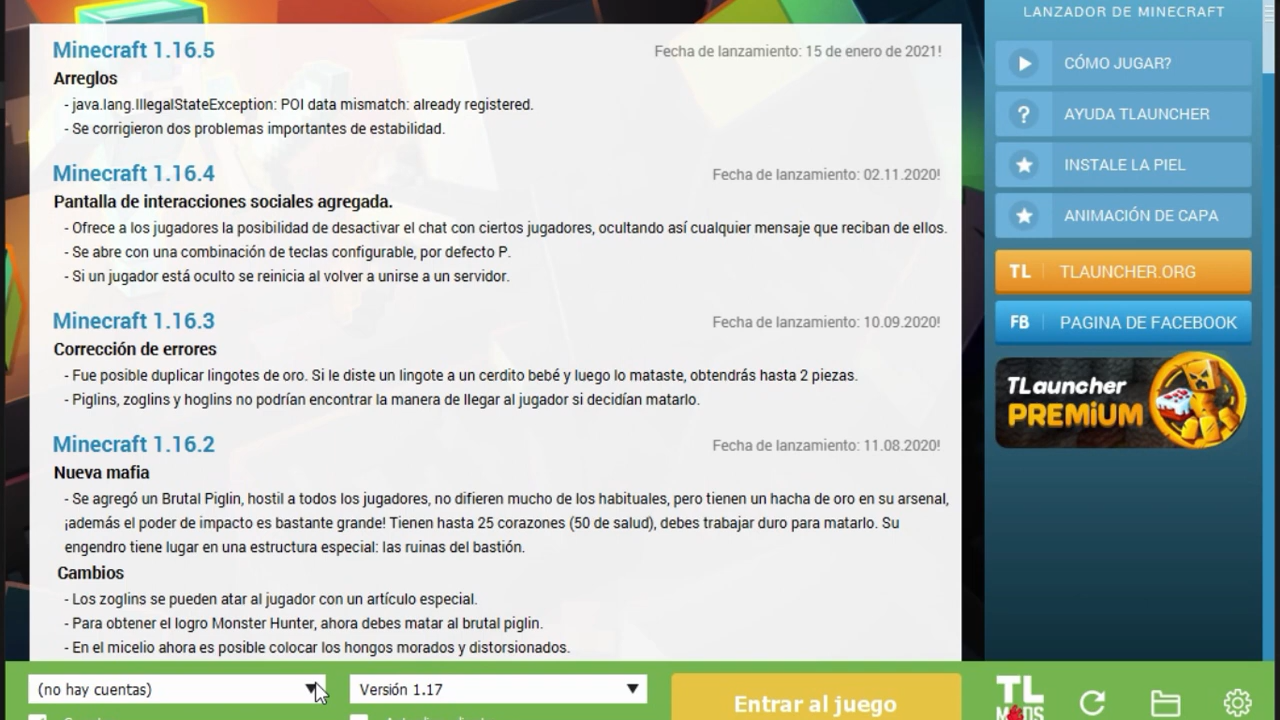 LANZADOR DE MINECRAFT
Minecraft 1.16.5
Fecha de lanzamiento: 15 de enero de 2021!
Arreglos
- java.lang.IllegalStateException: POI data mismatch: already registered.
- Se corrigieron dos problemas importantes de estabilidad.
Minecraft 1.16.4
Fecha de lanzamiento: 02.11.2020!
Pantalla de interacciones sociales agregada.
- Ofrece a los jugadores la posibilidad de desactivar el chat con ciertos jugadores, ocultando así cualquier mensaje que reciban de ellos.
- Se abre con una combinación de teclas configurable, por defecto P.
- Si un jugador está oculto se reinicia al volver a unirse a un servidor.
Minecraft 1.16.3
Fecha de lanzamiento: 10.09.2020!
Corrección de errores
- Fue posible duplicar lingotes de oro. Si le diste un lingote a un cerdito bebé y luego lo mataste, obtendrás hasta 2 piezas.
- Piglins, zoglins y hoglins no podrían encontrar la manera de llegar al jugador si decidían matarlo.
Minecraft 1.16.2
Fecha de lanzamiento: 11.08.2020!
Nueva mafia
- Se agregó un Brutal Piglin, hostil a todos los jugadores, no difieren mucho de los habituales, pero tienen un hacha de oro en su arsenal,
¡además el poder de impacto es bastante grande! Tienen hasta 25 corazones (50 de salud), debes trabajar duro para matarlo. Su
engendro tiene lugar en una estructura especial: las ruinas del bastión.
Cambios
- Los zoglins se pueden atar al jugador con un artículo especial.
- Para obtener el logro Monster Hunter, ahora debes matar al brutal piglin.
- En el micelio ahora es posible colocar los hongos morados y distorsionados.
CÓMO JUGAR?
AYUDA TLAUNCHER
INSTALE LA PIEL
ANIMACIÓN DE CAPA
TL TLAUNCHER.ORG
FB PAGINA DE FACEBOOK
TLauncher
PREMiUM
(no hay cuentas)
Versión 1.17
Entrar al juego
TL
MODS